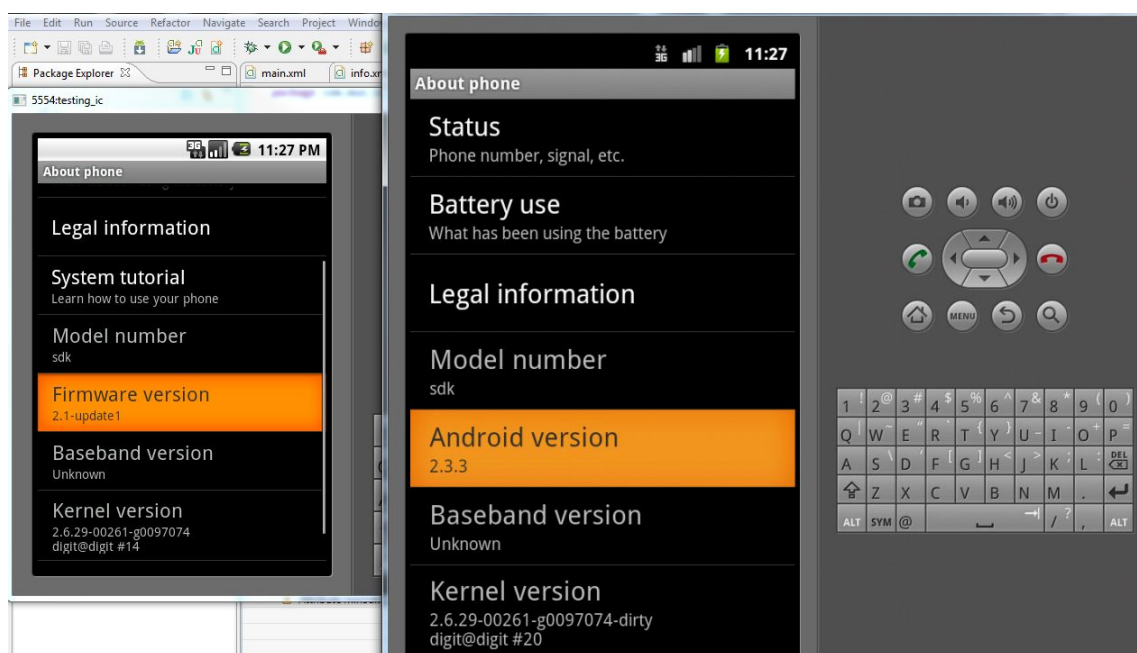 File Edit Run Source Refactor Navigate Search Project
Package Explorer
main.xml
5554:testing_ic
3G 11:27 PM
About phone
Legal information
System tutorial
Learn how to use your phone
Model number
sdk
Firmware version
2.1-update1
Baseband version
Unknown
Kernel version
2.6.29-00261-g0097074
digit@digit #14
3G 11:27
About phone
Status
Phone number, signal, etc.
Battery use
What has been using the battery
Legal information
Model number
sdk
Android version
2.3.3
Baseband version
Unknown
Kernel version
2.6.29-00261-g0097074-dirty
digit@digit #20
MENU
1 ! 2 @ 3 # 4 $ 5 % 6 ^ 7 & 8 * 9 ( 0 )
Q | W ~ E " R ` T { Y } U _ I - O + P =
A S \ D ' F [ G ] H < J > K ; L : DEL
Z X C V B N M .
ALT SYM @ / ? , ALT